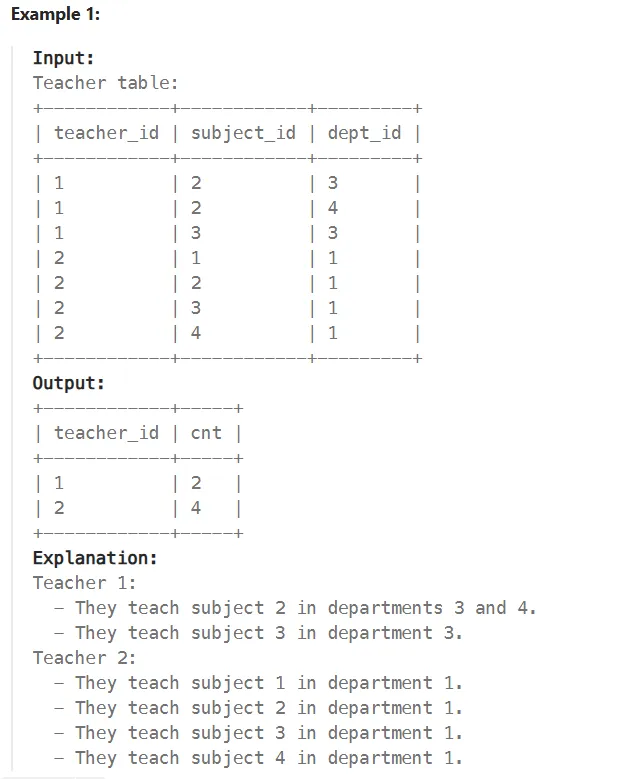 Example 1:
Input:
Teacher table:
+------------+------------+---------+
| teacher_id | subject_id | dept_id |
+------------+------------+---------+
| 1          | 2          | 3       |
| 1          | 2          | 4       |
| 1          | 3          | 3       |
| 2          | 1          | 1       |
| 2          | 2          | 1       |
| 2          | 3          | 1       |
| 2          | 4          | 1       |
+------------+------------+---------+
Output:
+------------+-----+
| teacher_id | cnt |
+------------+-----+
| 1          | 2   |
| 2          | 4   |
+------------+-----+
Explanation:
Teacher 1:
  - They teach subject 2 in departments 3 and 4.
  - They teach subject 3 in department 3.
Teacher 2:
  - They teach subject 1 in department 1.
  - They teach subject 2 in department 1.
  - They teach subject 3 in department 1.
  - They teach subject 4 in department 1.